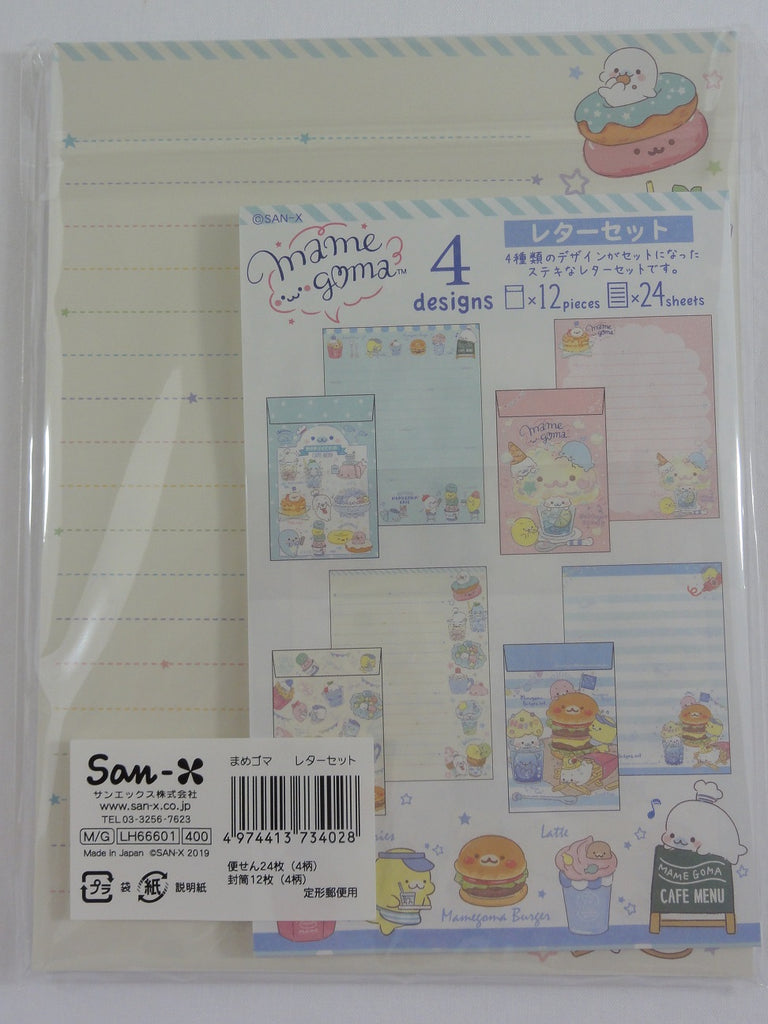 ©SAN-X
mame goma™
4 designs
レターセット
4種類のデザインがセットになった
ステキなレターセットです。
×12pieces ×24sheets
mame goma
mame goma
San-X
サンエックス株式会社
www.san-x.co.jp
TEL 03-3256-7623
M/G LH66601 400
Made in Japan ©SAN-X 2019
プラ 袋 紙 説明紙
まめゴマ レターセット
4 974413 734028
便せん24枚（4柄）
封筒12枚（4柄）
定形郵便用
Latte
Mamegoma Burger
MAME GOMA
CAFE MENU